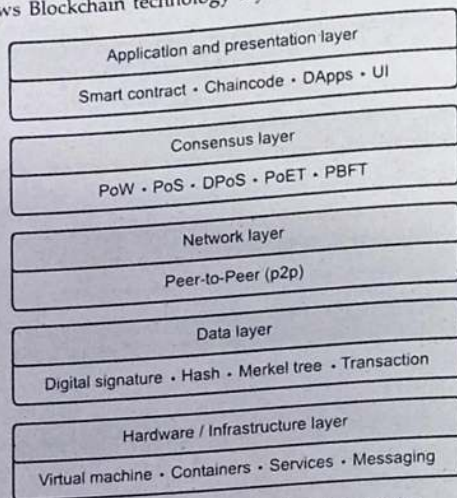 Blockchain technology
Application and presentation layer
Smart contract • Chaincode • DApps • UI
Consensus layer
PoW • PoS • DPoS • PoET • PBFT
Network layer
Peer-to-Peer (p2p)
Data layer
Digital signature • Hash • Merkel tree • Transaction
Hardware / Infrastructure layer
Virtual machine • Containers • Services • Messaging